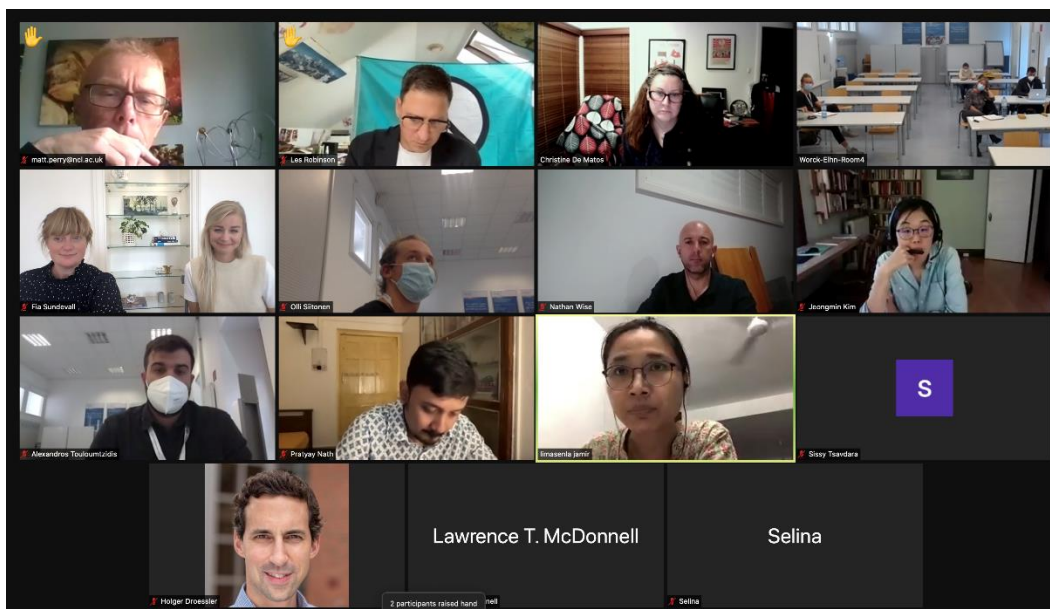 matt.perry@ncl.ac.uk
Les Robinson
Christine De Matos
Worck-Elhn-Room4
Fia Sundevall
Olli Siitonen
Nathan Wise
Jeongmin Kim
Alexandros Touloumtzidis
Pratyay Nath
limasenla jamir
S
Sissy Tsavdara
Lawrence T. McDonnell
Selina
Holger Droessler
2 participants raised hand
nell
Selina